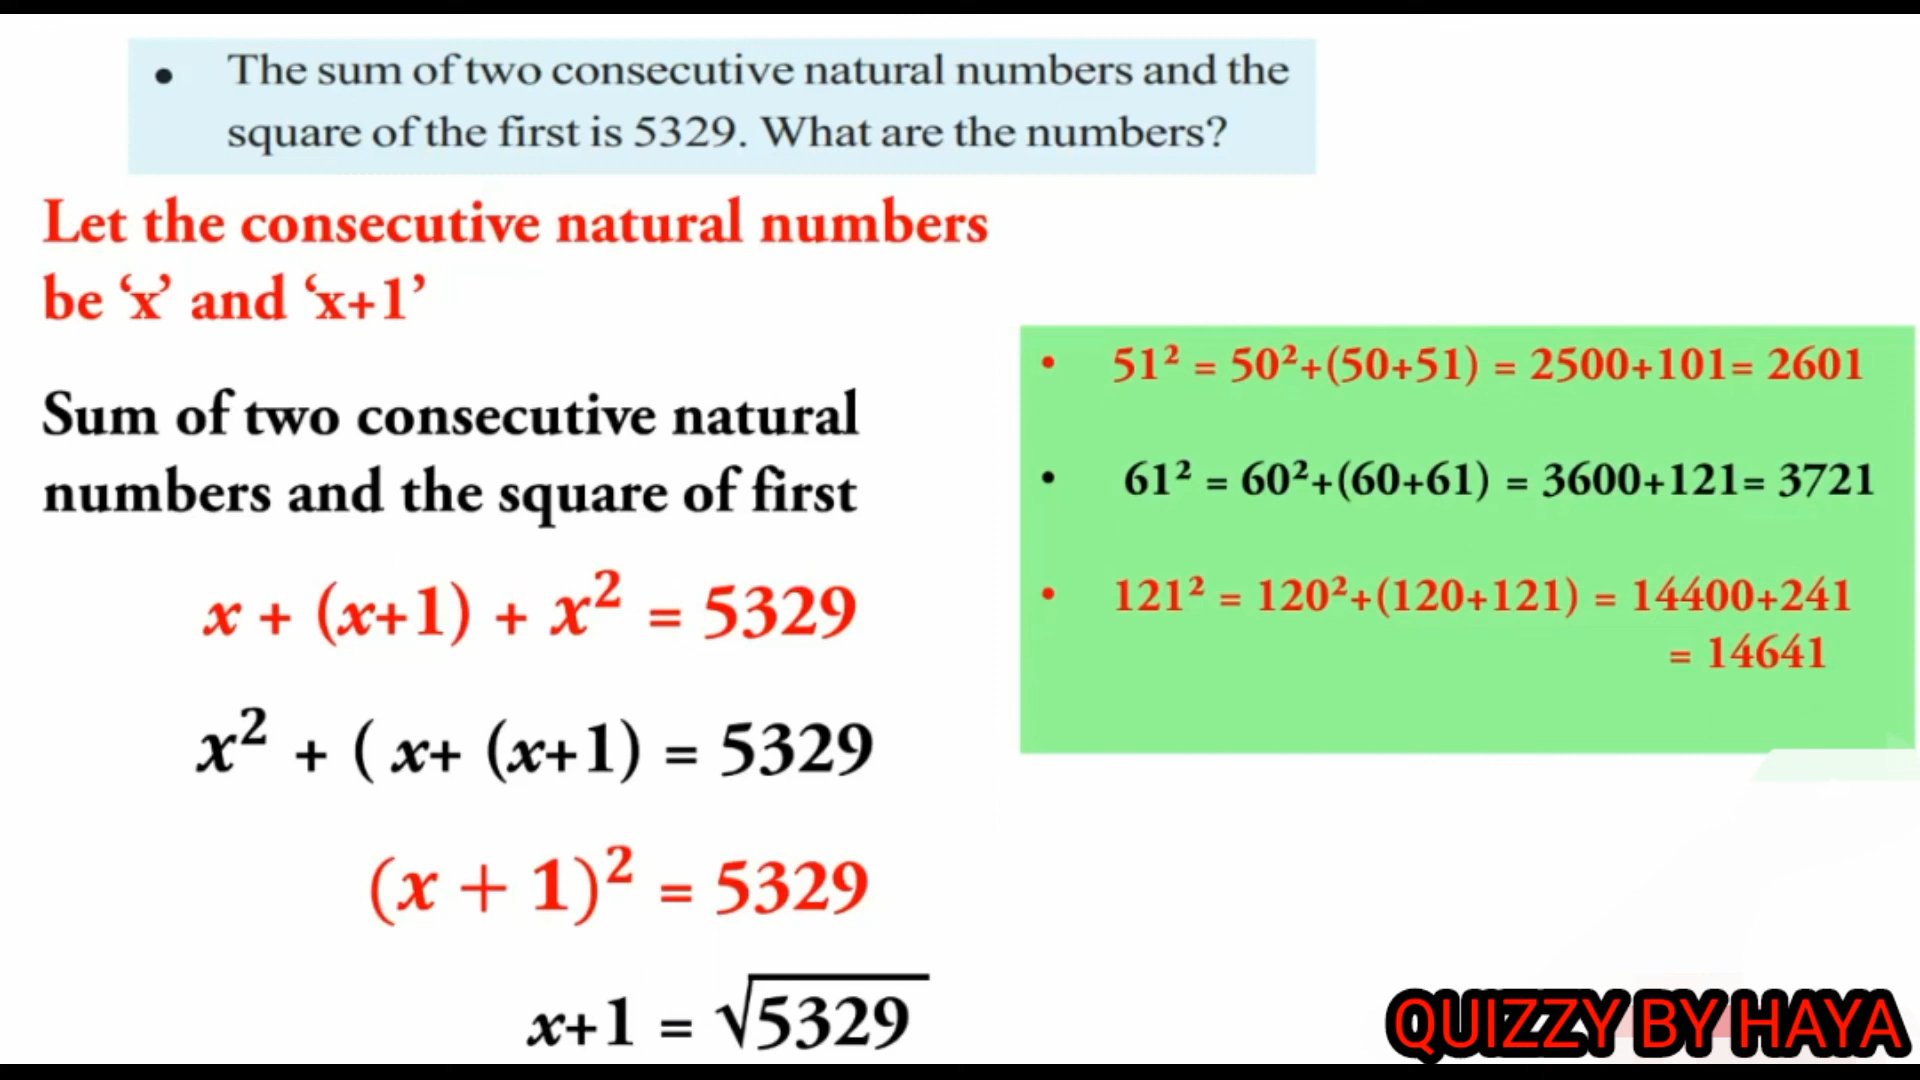 • The sum of two consecutive natural numbers and the
square of the first is 5329. What are the numbers?
Let the consecutive natural numbers
be ‘x’ and ‘x+1’
Sum of two consecutive natural
numbers and the square of first
x + (x+1) + x² = 5329
x² + ( x+ (x+1) = 5329
(x + 1)² = 5329
x+1 = √5329
• 51² = 50²+(50+51) = 2500+101= 2601
• 61² = 60²+(60+61) = 3600+121= 3721
• 121² = 120²+(120+121) = 14400+241
= 14641
QUIZZY BY HAYA